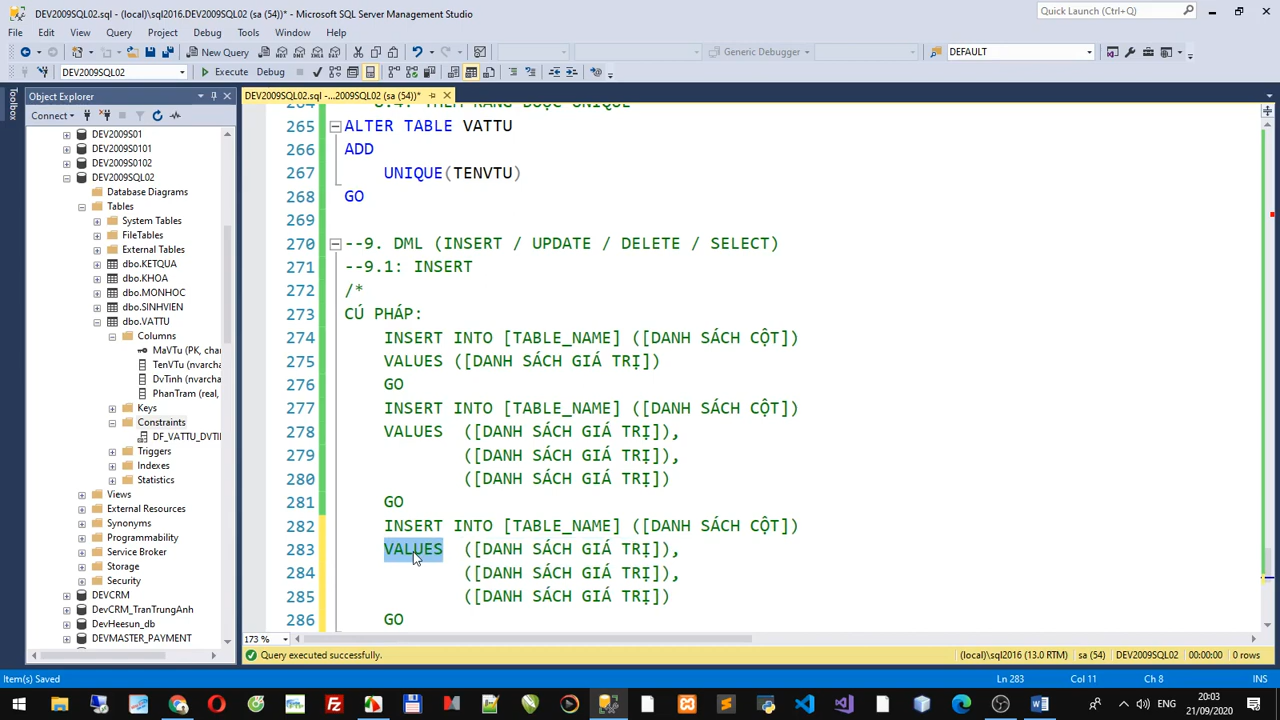 DEV2009SQL02.sql - (local)\sql2016.DEV2009SQL02 (sa (54))* - Microsoft SQL Server Management Studio
Quick Launch (Ctrl+Q)
File Edit View Query Project Debug Tools Window Help
New Query
Generic Debugger
DEFAULT
DEV2009SQL02
Execute Debug
Toolbox
Object Explorer
Connect
DEV2009S01
DEV2009S0101
DEV2009S0102
DEV2009SQL02
Database Diagrams
Tables
System Tables
FileTables
External Tables
dbo.KETQUA
dbo.KHOA
dbo.MONHOC
dbo.SINHVIEN
dbo.VATTU
Columns
MaVTu (PK, cha
TenVTu (nvarch
DvTinh (nvarcha
PhanTram (real,
Keys
Constraints
DF_VATTU_DVTI
Triggers
Indexes
Statistics
Views
External Resources
Synonyms
Programmability
Service Broker
Storage
Security
DEVCRM
DevCRM_TranTrungAnh
DevHeesun_db
DEVMASTER_PAYMENT
DEV2009SQL02.sql -...2009SQL02 (sa (54))*
265 ALTER TABLE VATTU
266 ADD
267 UNIQUE(TENVTU)
268 GO
269
270 --9. DML (INSERT / UPDATE / DELETE / SELECT)
271 --9.1: INSERT
272 /*
273 CÚ PHÁP:
274 INSERT INTO [TABLE_NAME] ([DANH SÁCH CỘT])
275 VALUES ([DANH SÁCH GIÁ TRỊ])
276 GO
277 INSERT INTO [TABLE_NAME] ([DANH SÁCH CỘT])
278 VALUES ([DANH SÁCH GIÁ TRỊ]),
279 ([DANH SÁCH GIÁ TRỊ]),
280 ([DANH SÁCH GIÁ TRỊ])
281 GO
282 INSERT INTO [TABLE_NAME] ([DANH SÁCH CỘT])
283 VALUES ([DANH SÁCH GIÁ TRỊ]),
284 ([DANH SÁCH GIÁ TRỊ]),
285 ([DANH SÁCH GIÁ TRỊ])
286 GO
173 %
Query executed successfully.
(local)\sql2016 (13.0 RTM) sa (54) DEV2009SQL02 00:00:00 0 rows
Item(s) Saved
Ln 283 Col 11 Ch 8 INS
ENG
20:03
21/09/2020